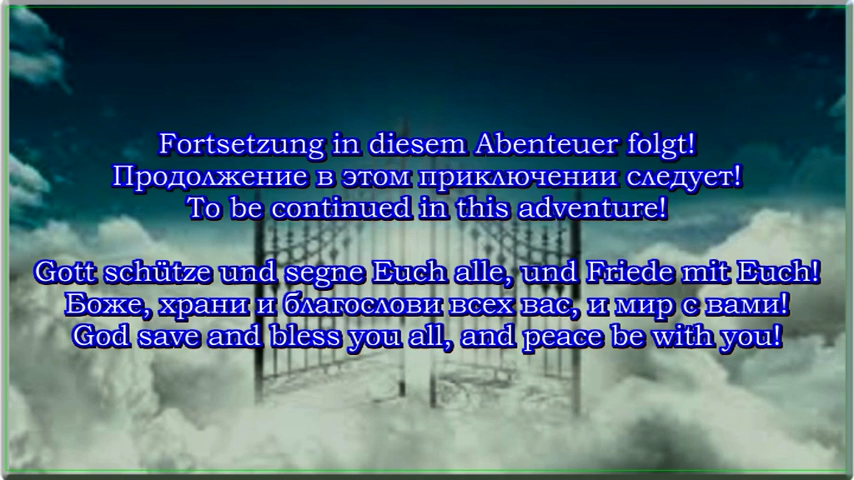 Fortsetzung in diesem Abenteuer folgt!
Продолжение в этом приключении следует!
To be continued in this adventure!
Gott schütze und segne Euch alle, und Friede mit Euch!
Боже, храни и благослови всех вас, и мир с вами!
God save and bless you all, and peace be with you!